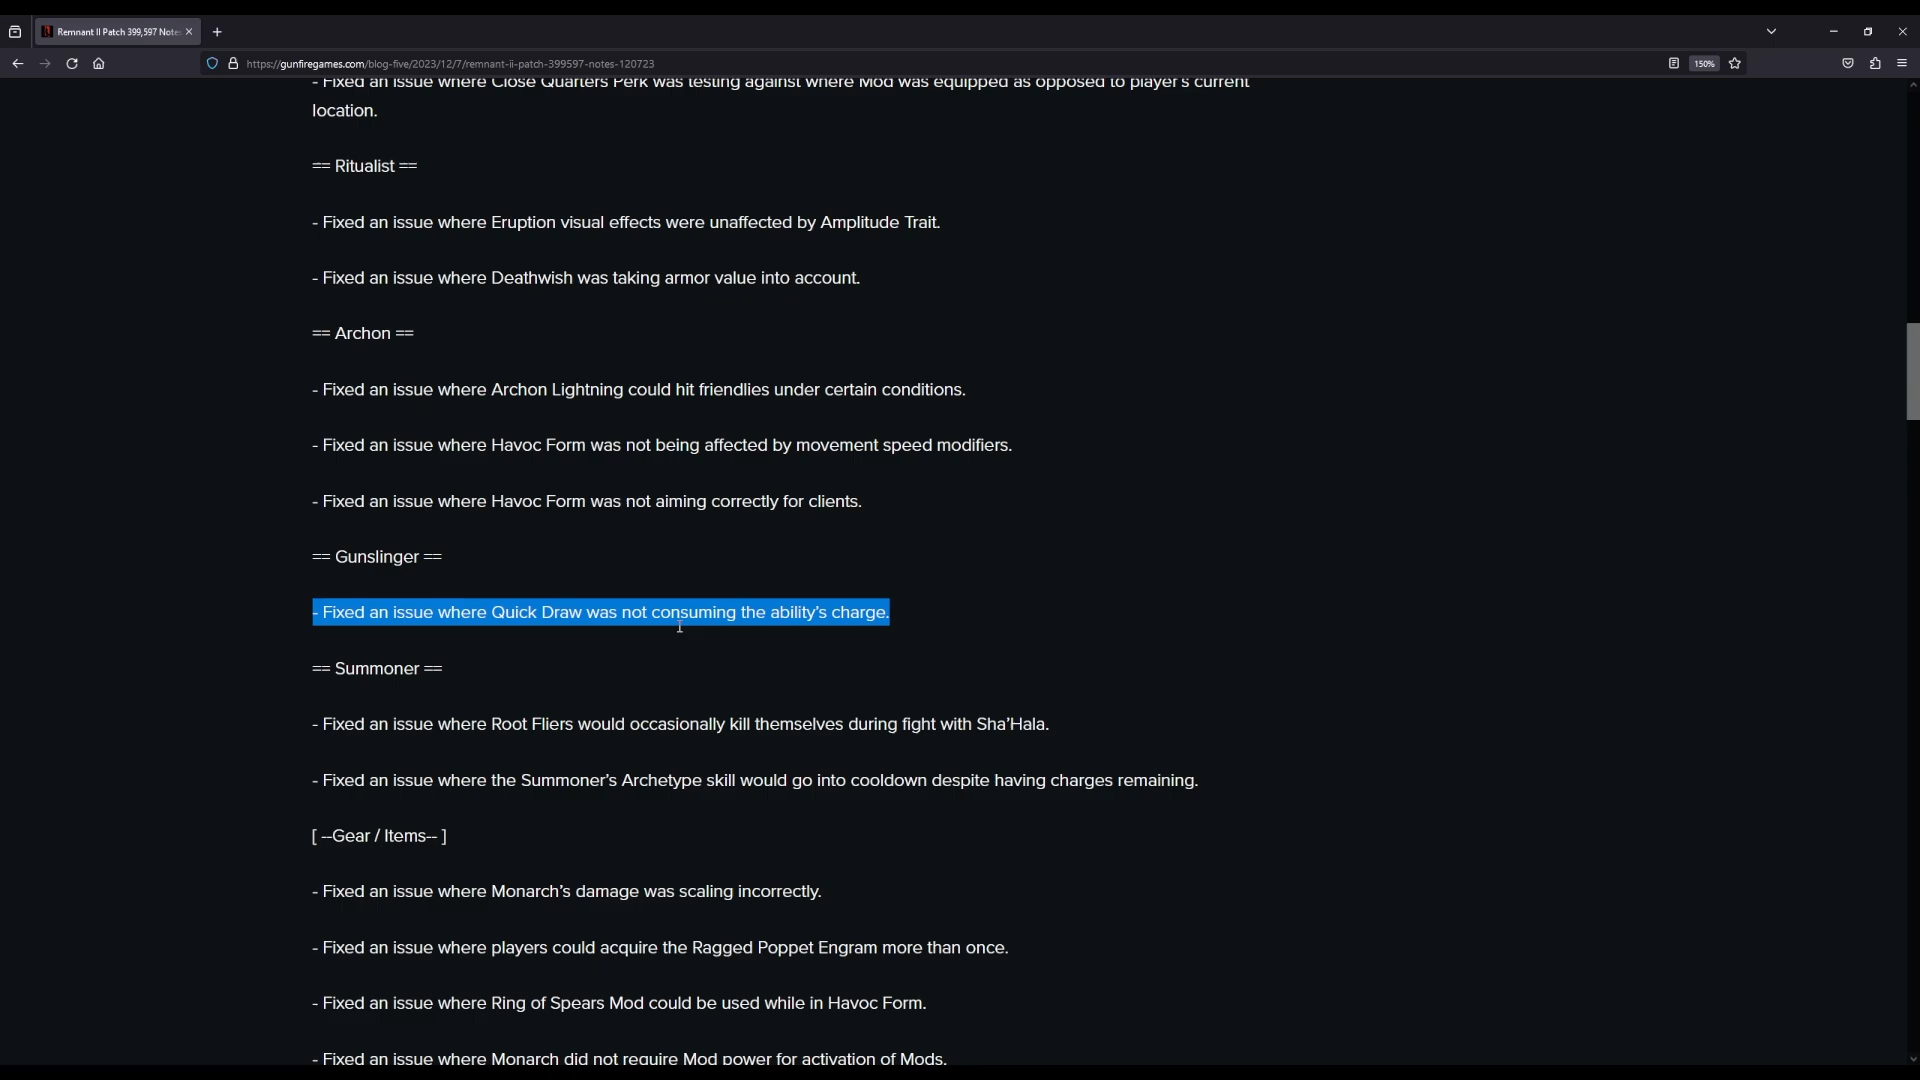 Remnant II Patch 399,597 Note
https://gunfiregames.com/blog-five/2023/12/7/remnant-ii-patch-399597-notes-120723
150%
- Fixed an issue where Close Quarters Perk was testing against where Mod was equipped as opposed to player's current
location.
== Ritualist ==
- Fixed an issue where Eruption visual effects were unaffected by Amplitude Trait.
- Fixed an issue where Deathwish was taking armor value into account.
== Archon ==
- Fixed an issue where Archon Lightning could hit friendlies under certain conditions.
- Fixed an issue where Havoc Form was not being affected by movement speed modifiers.
- Fixed an issue where Havoc Form was not aiming correctly for clients.
== Gunslinger ==
- Fixed an issue where Quick Draw was not consuming the ability's charge.
== Summoner ==
- Fixed an issue where Root Fliers would occasionally kill themselves during fight with Sha'Hala.
- Fixed an issue where the Summoner's Archetype skill would go into cooldown despite having charges remaining.
[ --Gear / Items-- ]
- Fixed an issue where Monarch's damage was scaling incorrectly.
- Fixed an issue where players could acquire the Ragged Poppet Engram more than once.
- Fixed an issue where Ring of Spears Mod could be used while in Havoc Form.
- Fixed an issue where Monarch did not require Mod power for activation of Mods.